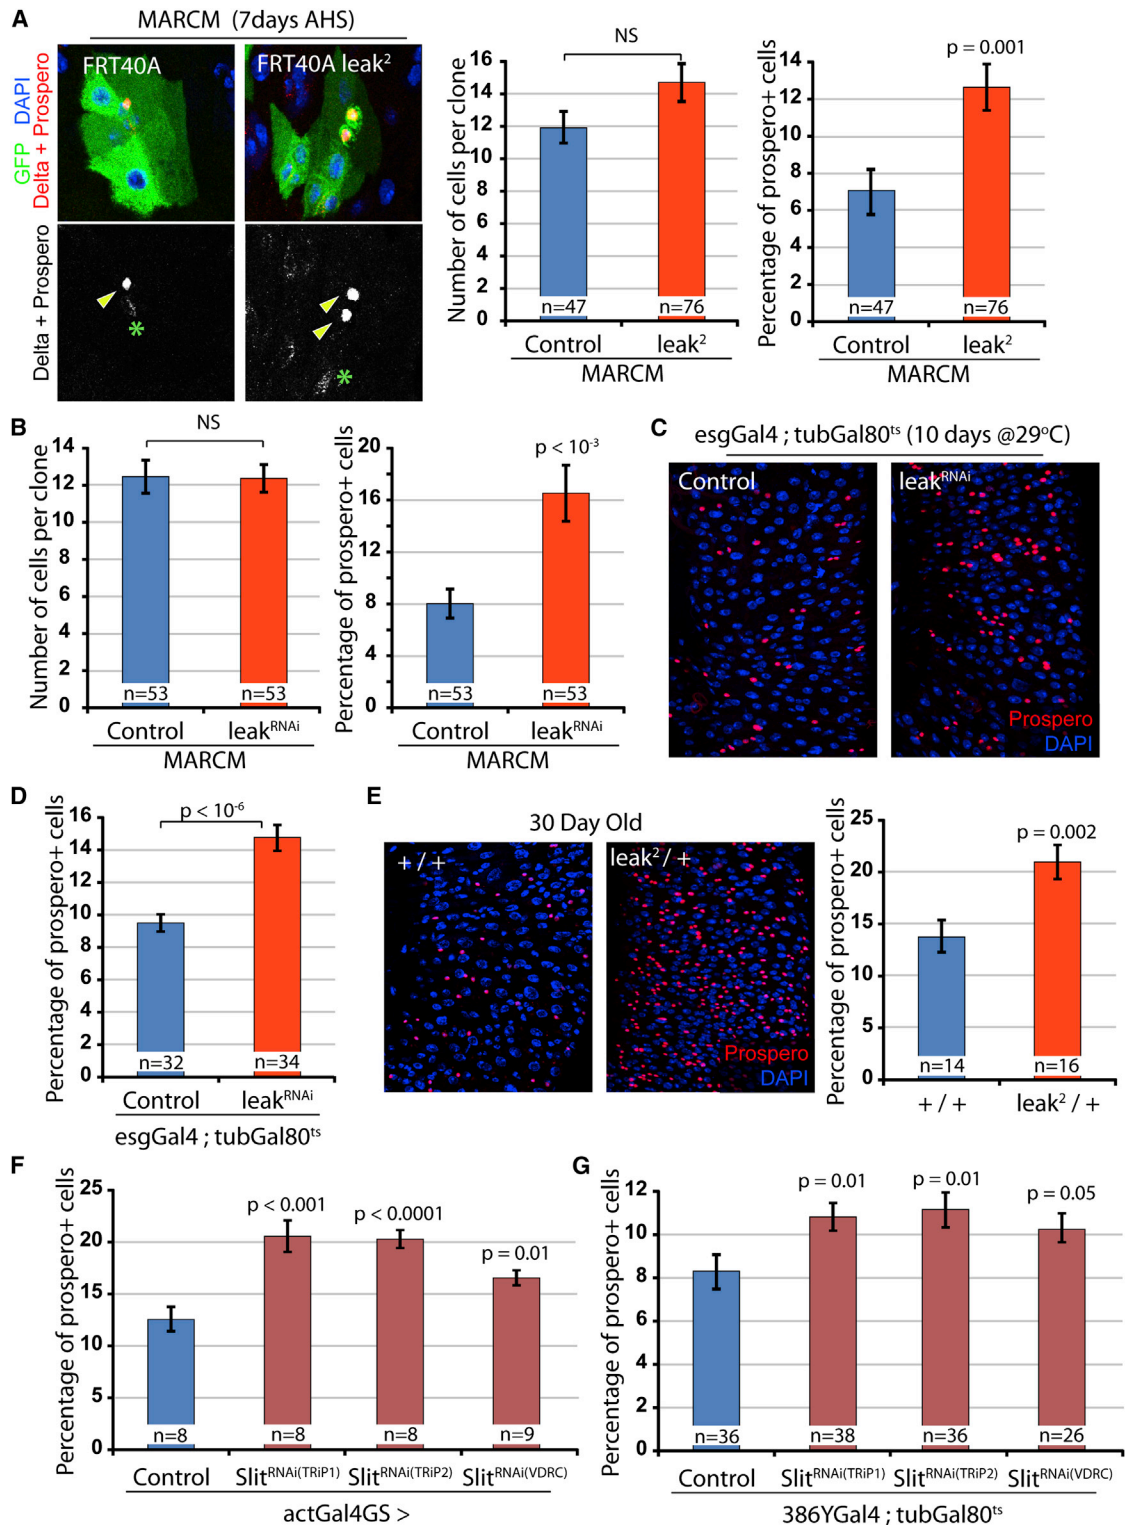 A
MARCM (7days AHS)
FRT40A
FRT40A leak²
GFP DAPI
Delta + Prospero
Delta + Prospero
*
*
Number of cells per clone
16
14
12
10
8
6
4
2
0
NS
n=47
n=76
Control
leak²
MARCM
Percentage of prospero+ cells
14
12
10
8
6
4
2
0
p = 0.001
n=47
n=76
Control
leak²
MARCM
B
Number of cells per clone
14
12
12
10
8
4
2
0
NS
n=53
n=53
Control
leakRNAi
MARCM
Percentage of prospero+ cells
20
16
12
8
4
0
p < 10-3
n=53
n=53
Control
leakRNAi
MARCM
C
esgGal4 ; tubGal80ts (10 days @29ºC)
Control
leakRNAi
Prospero
DAPI
D
Percentage of prospero+ cells
16
14
12
10
8
4
2
0
p < 10-6
n=32
n=34
Control
leakRNAi
esgGal4 ; tubGal80ts
E
30 Day Old
+ / +
leak²/ +
Prospero
DAPI
Percentage of prospero+ cells
25
20
15
25
10
5
0
p = 0.002
n=14
n=16
+ / +
leak² / +
F
Percentage of prospero+ cells
25
20
15
10
5
0
p < 0.001
p < 0.0001
p = 0.01
n=8
n=8
n=8
n=9
Control
SlitRNAi(TRiP1)
SlitRNAi(TRiP2)
SlitRNAi(VDRC)
actGal4GS >
G
Percentage of prospero+ cells
12
10
8
6
4
2
0
p = 0.01
p = 0.01
p = 0.05
n=36
n=38
n=36
n=26
Control
SlitRNAi(TRiP1)
SlitRNAi(TRiP2)
SlitRNAi(VDRC)
386YGal4 ; tubGal80ts